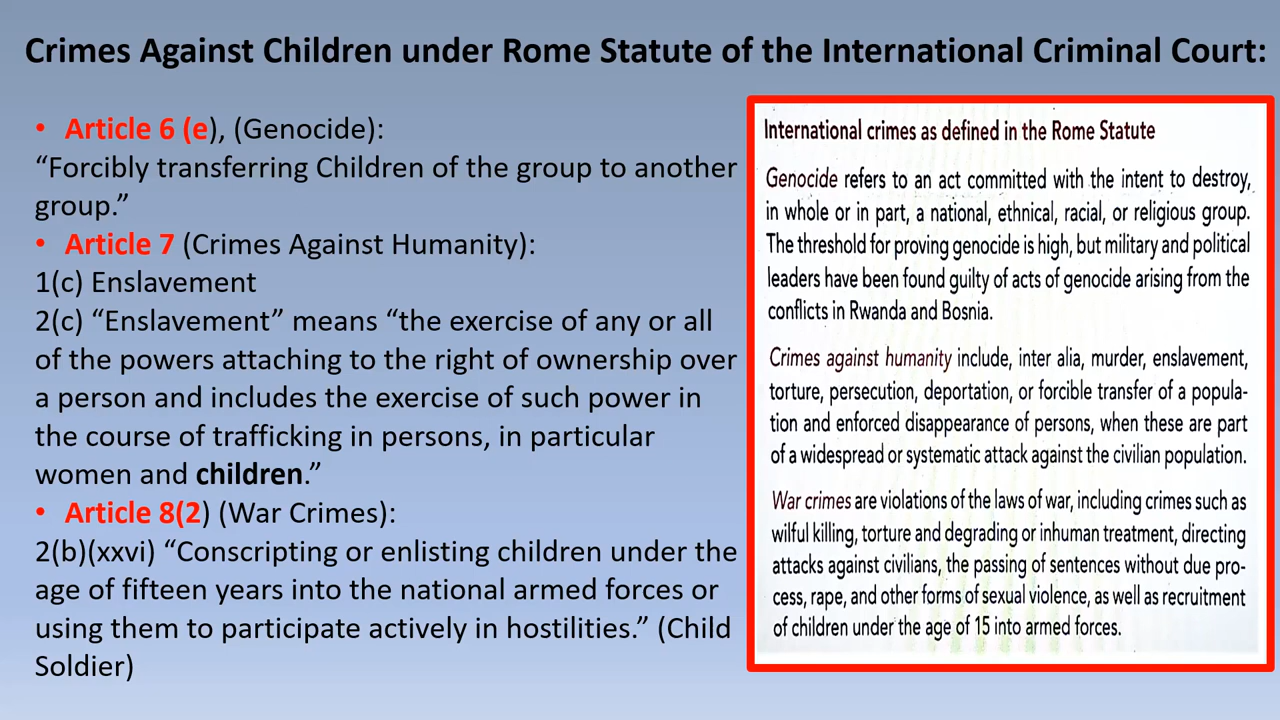 Crimes Against Children under Rome Statute of the International Criminal Court:
• Article 6 (e), (Genocide):
“Forcibly transferring Children of the group to another
group.”
• Article 7 (Crimes Against Humanity):
1(c) Enslavement
2(c) “Enslavement” means “the exercise of any or all
of the powers attaching to the right of ownership over
a person and includes the exercise of such power in
the course of trafficking in persons, in particular
women and children.”
• Article 8(2) (War Crimes):
2(b)(xxvi) “Conscripting or enlisting children under the
age of fifteen years into the national armed forces or
using them to participate actively in hostilities.” (Child
Soldier)
International crimes as defined in the Rome Statute
Genocide refers to an act committed with the intent to destroy,
in whole or in part, a national, ethnical, racial, or religious group.
The threshold for proving genocide is high, but military and political
leaders have been found guilty of acts of genocide arising from the
conflicts in Rwanda and Bosnia.
Crimes against humanity include, inter alia, murder, enslavement,
torture, persecution, deportation, or forcible transfer of a popula-
tion and enforced disappearance of persons, when these are part
of a widespread or systematic attack against the civilian population.
War crimes are violations of the laws of war, including crimes such as
wilful killing, torture and degrading or inhuman treatment, directing
attacks against civilians, the passing of sentences without due pro-
cess, rape, and other forms of sexual violence, as well as recruitment
of children under the age of 15 into armed forces.